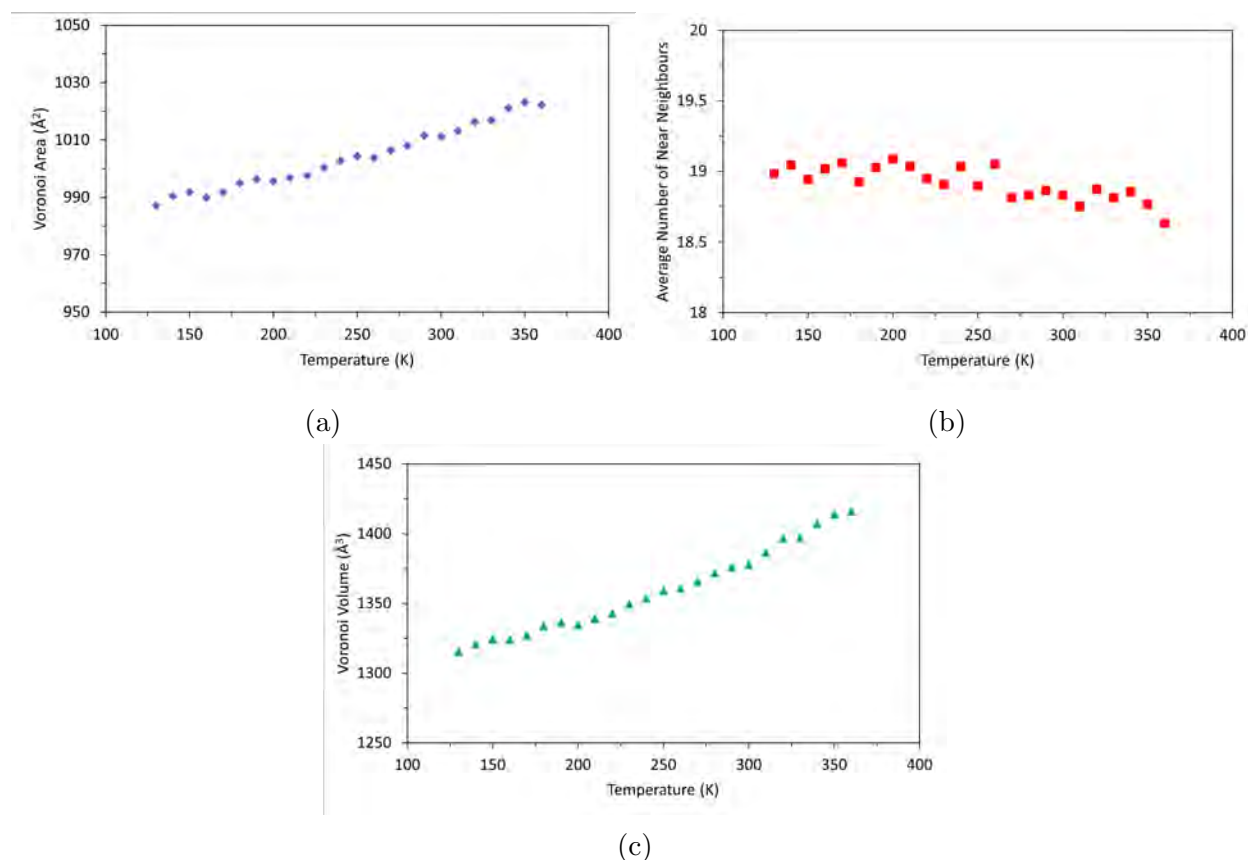 1050
1030
1010
990
970
950
Voronoi Area (Å²)
100 150 200 250 300 350 400
Temperature (K)
(a)
20
19.5
19
18.5
18
Average Number of Near Neighbours
100 150 200 250 300 350 400
Temperature (K)
(b)
1450
1400
1350
1300
1250
Voronoi Volume (Å³)
100 150 200 250 300 350 400
Temperature (K)
(c)